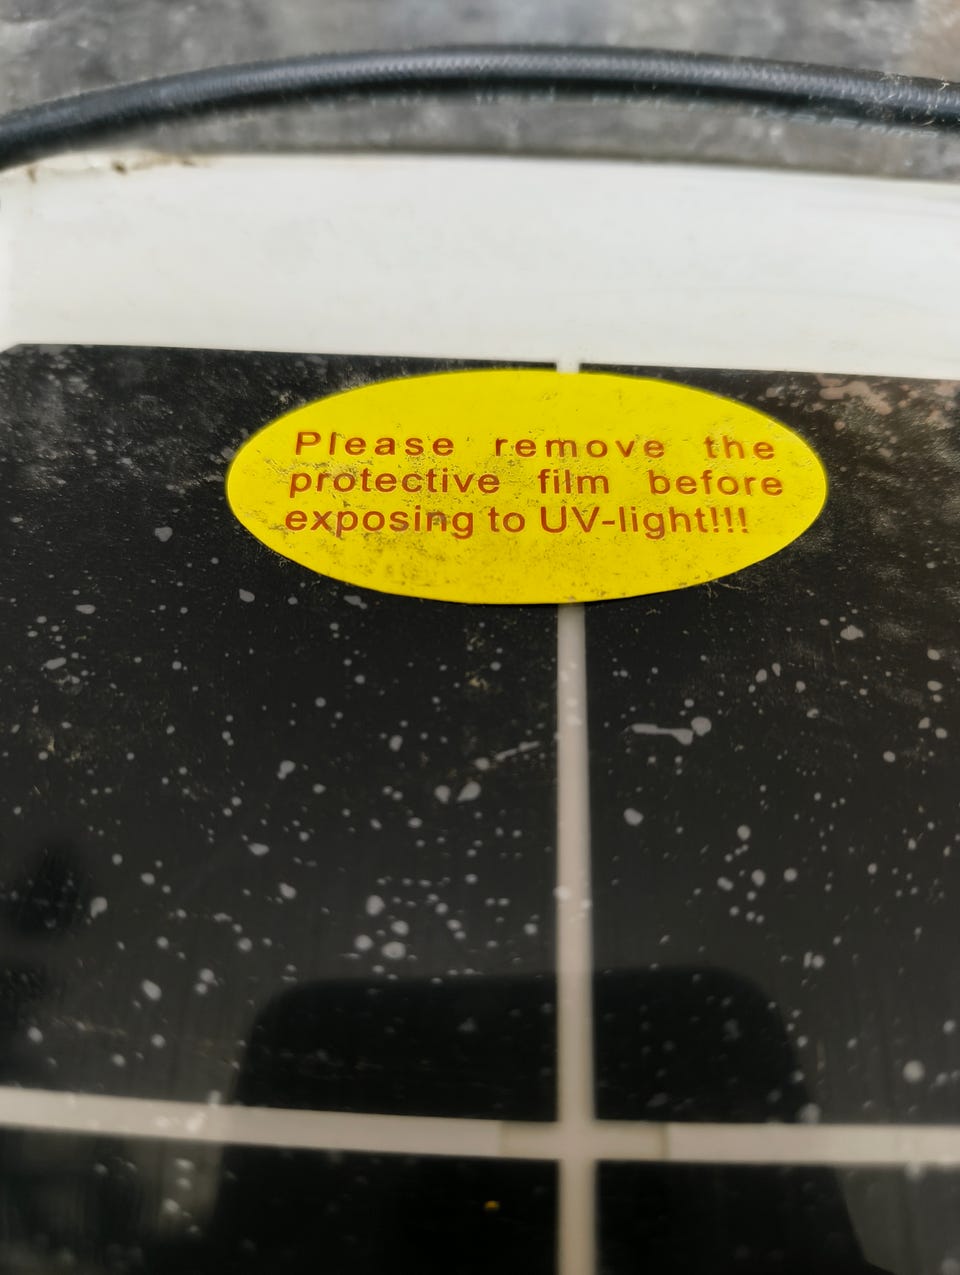 Please remove the
protective film before
exposing to UV-light!!!